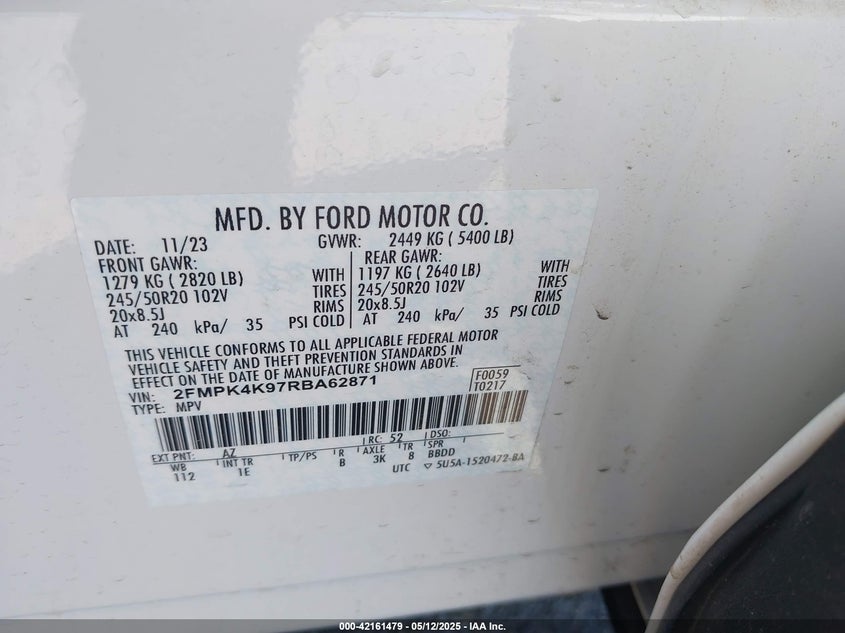 MFD. BY FORD MOTOR CO.
DATE: 11/23 GVWR: 2449 KG ( 5400 LB)
FRONT GAWR: REAR GAWR:
1279 KG ( 2820 LB) WITH 1197 KG ( 2640 LB) WITH
245/50R20 102V TIRES 245/50R20 102V TIRES
20x8.5J RIMS 20x8.5J RIMS
AT 240 kPa/ 35 PSI COLD AT 240 kPa/ 35 PSI COLD
THIS VEHICLE CONFORMS TO ALL APPLICABLE FEDERAL MOTOR
VEHICLE SAFETY AND THEFT PREVENTION STANDARDS IN
EFFECT ON THE DATE OF MANUFACTURE SHOWN ABOVE.
VIN: 2FMPK4K97RBA62871 F0059
TYPE: MPV T0217
EXT PNT: AZ RC: 52 DSO:
WB INT TR TP/PS R AXLE TR SPR
112 1E B 3K 8 BBDD
UTC ▽ 5U5A-1520472-BA
000-42161479 - 05/12/2025 - IAA Inc.